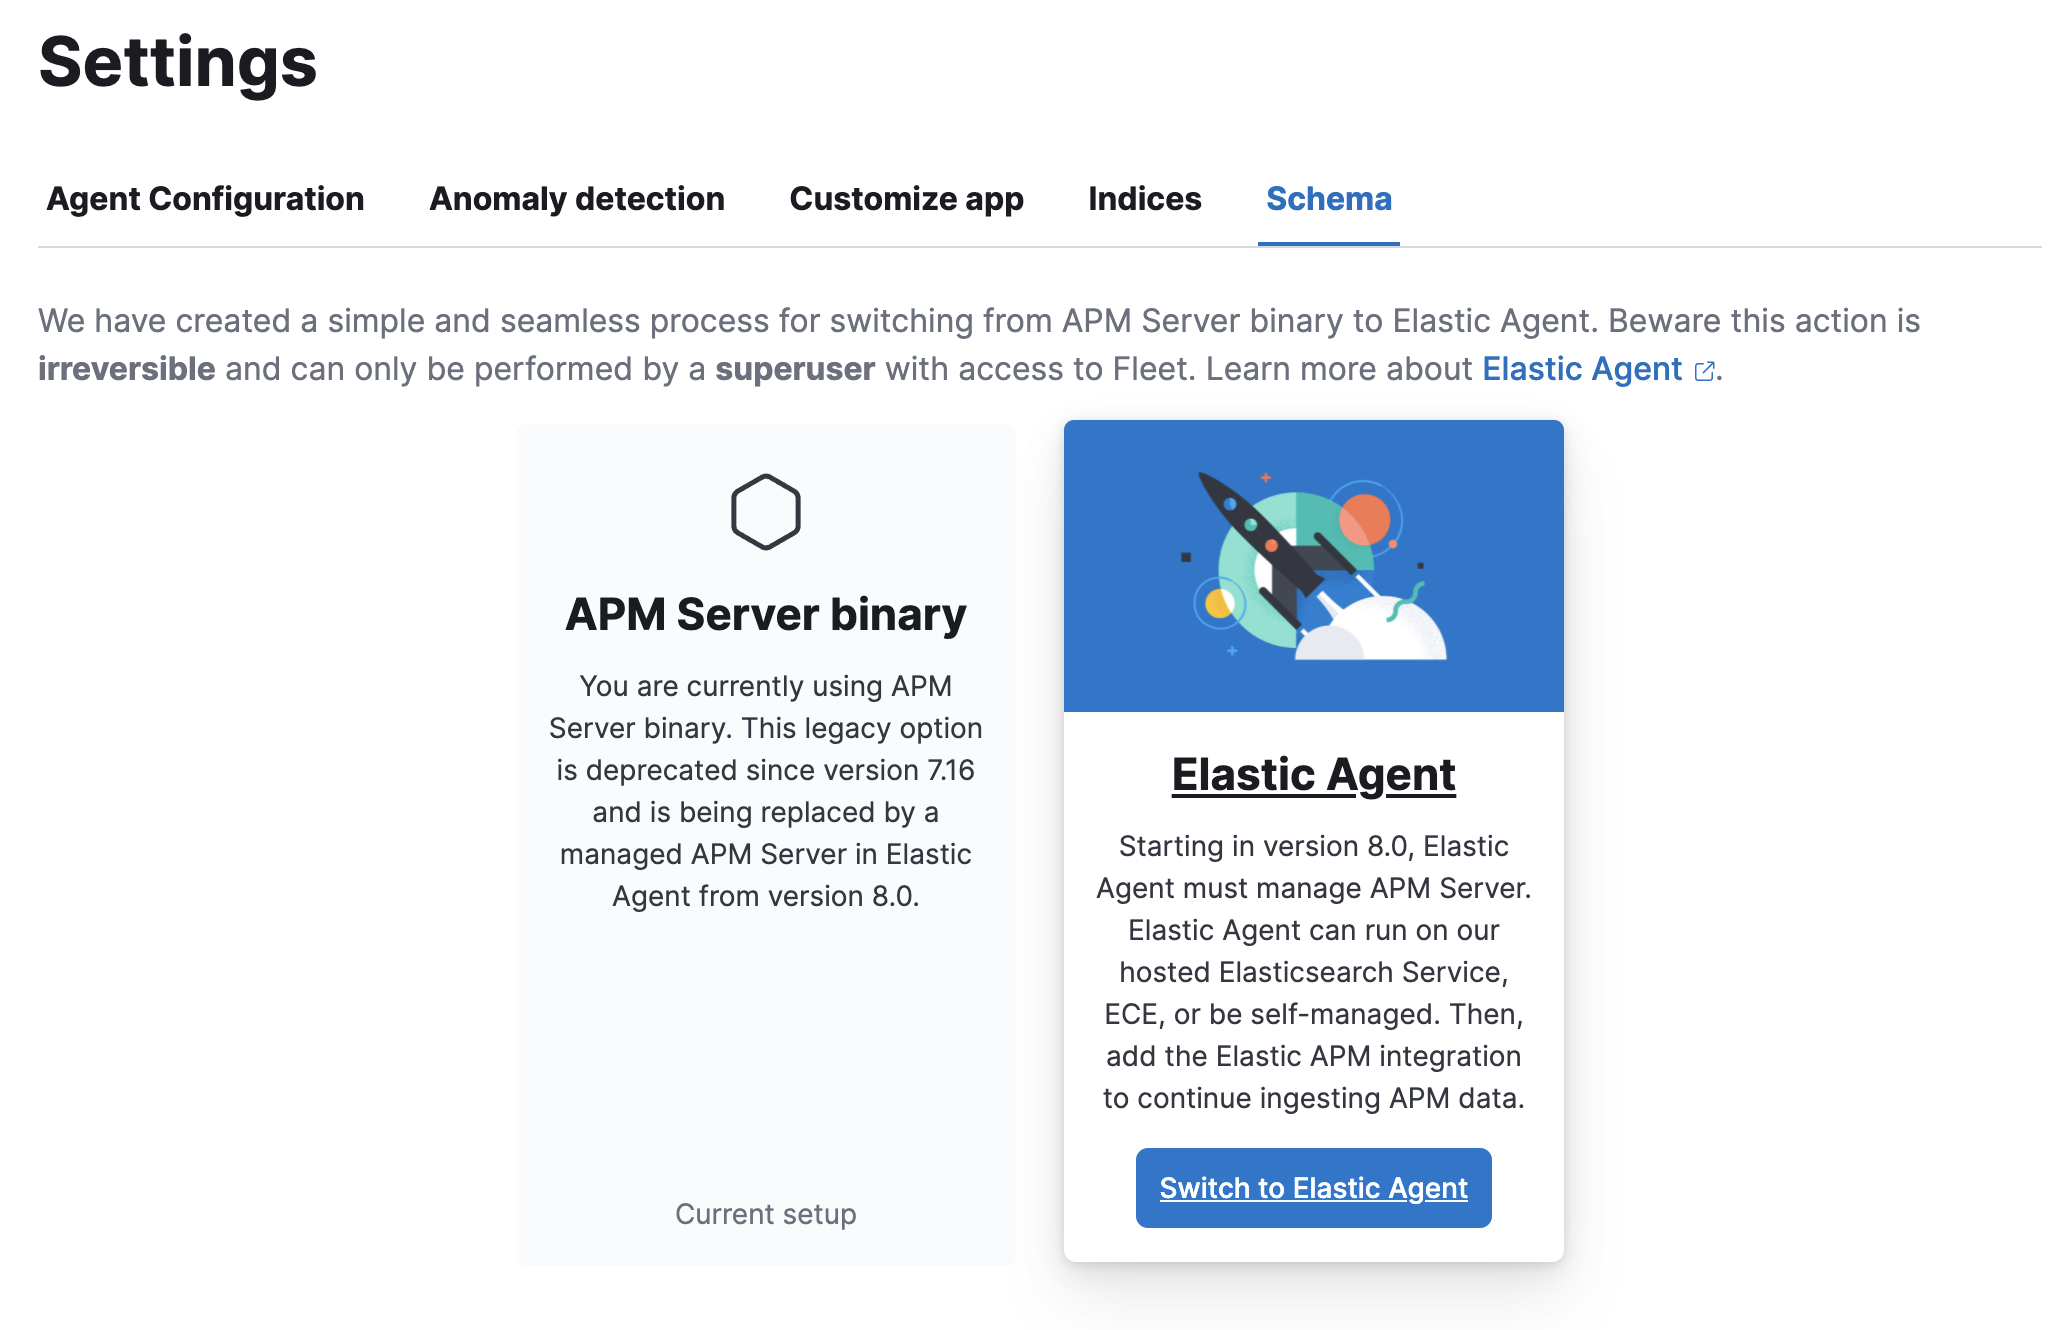 Settings
Agent Configuration Anomaly detection Customize app Indices Schema
We have created a simple and seamless process for switching from APM Server binary to Elastic Agent. Beware this action is
irreversible and can only be performed by a superuser with access to Fleet. Learn more about Elastic Agent.
APM Server binary
You are currently using APM
Server binary. This legacy option
is deprecated since version 7.16
and is being replaced by a
managed APM Server in Elastic
Agent from version 8.0.
Current setup
Elastic Agent
Starting in version 8.0, Elastic
Agent must manage APM Server.
Elastic Agent can run on our
hosted Elasticsearch Service,
ECE, or be self-managed. Then,
add the Elastic APM integration
to continue ingesting APM data.
Switch to Elastic Agent